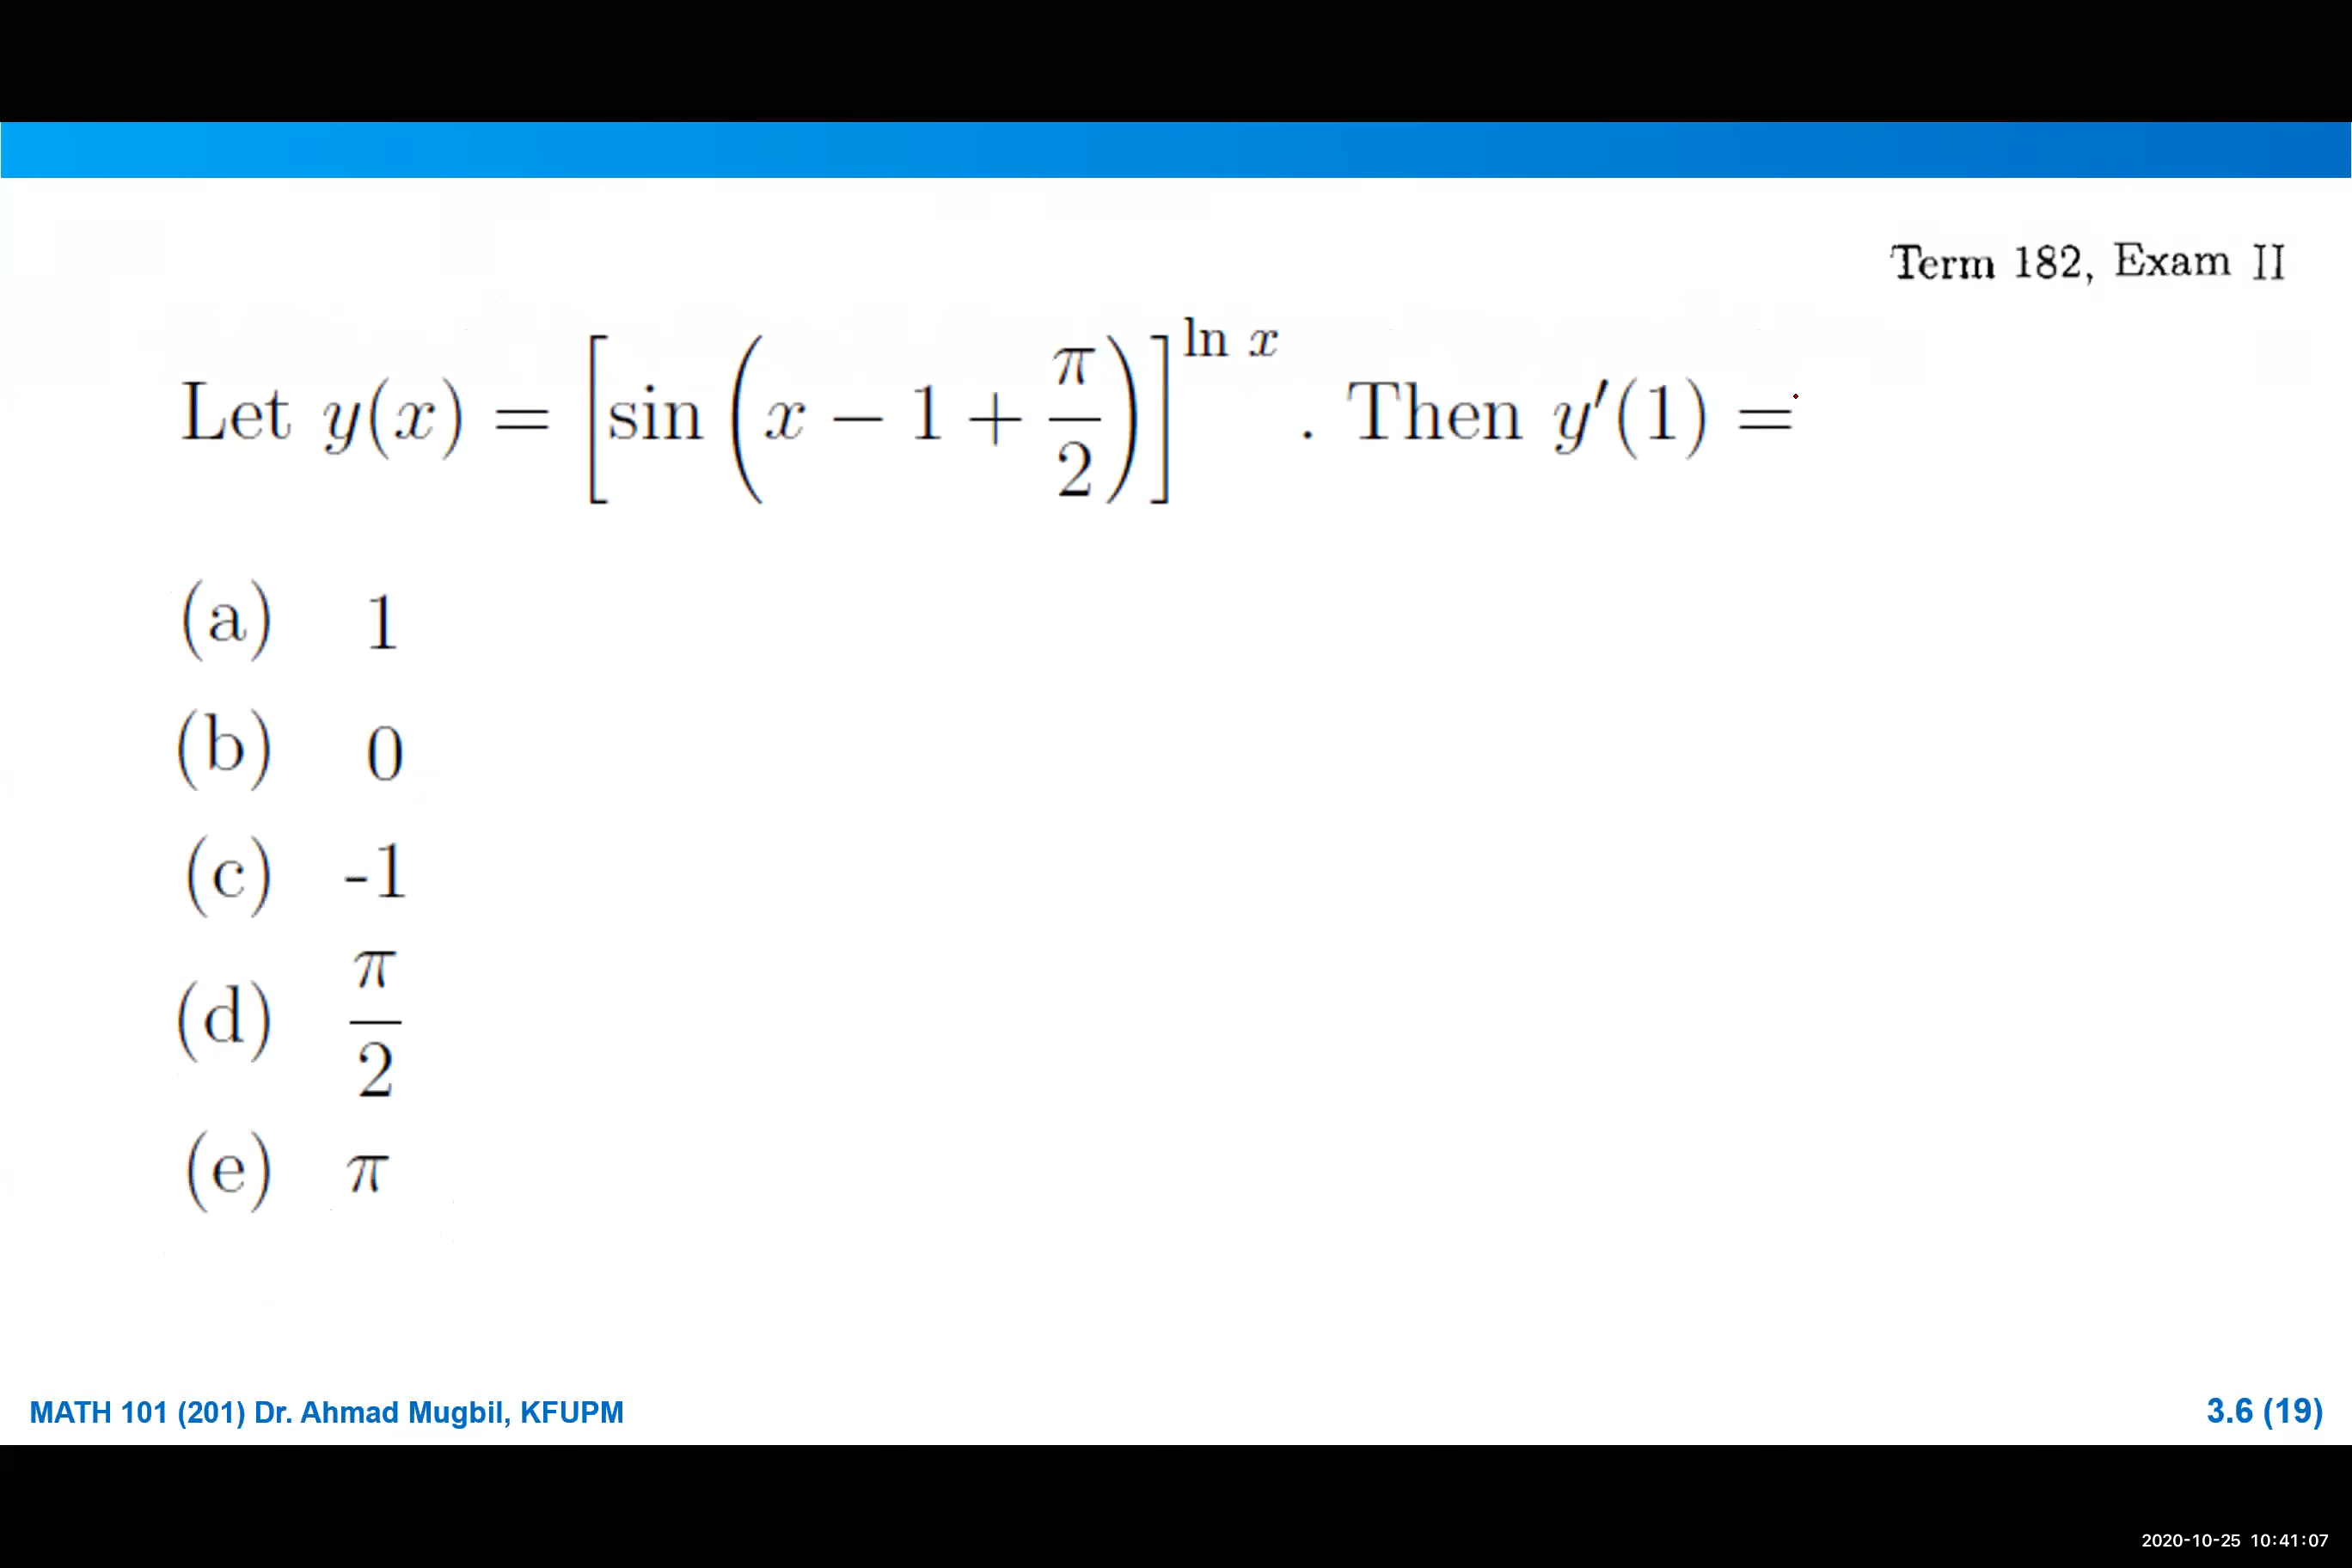 Term 182, Exam II
Let y(x) = [sin (x − 1 + π/2)]^{ln x}. Then y′(1) =
(a) 1
(b) 0
(c) -1
(d) π/2
(e) π
MATH 101 (201) Dr. Ahmad Mugbil, KFUPM 3.6 (19)
2020-10-25 10:41:07